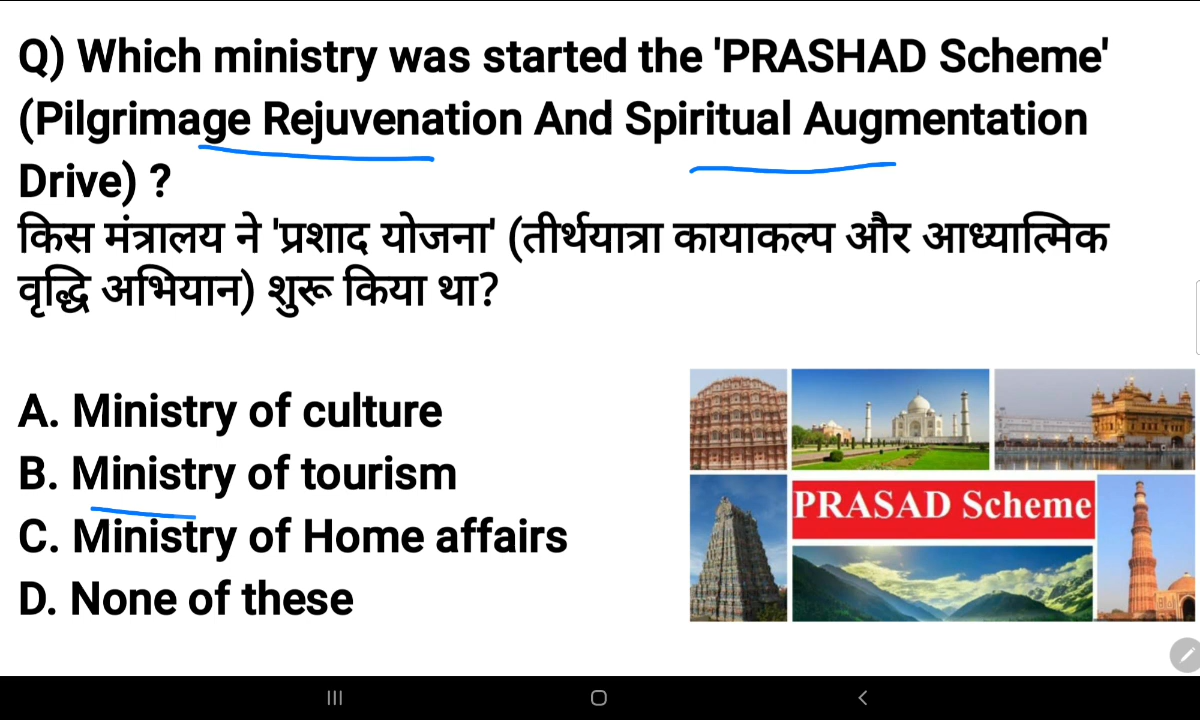 Q) Which ministry was started the 'PRASHAD Scheme'
(Pilgrimage Rejuvenation And Spiritual Augmentation
Drive) ?
किस मंत्रालय ने 'प्रशाद योजना' (तीर्थयात्रा कायाकल्प और आध्यात्मिक
वृद्धि अभियान) शुरू किया था?
A. Ministry of culture
B. Ministry of tourism
C. Ministry of Home affairs
D. None of these
PRASAD Scheme